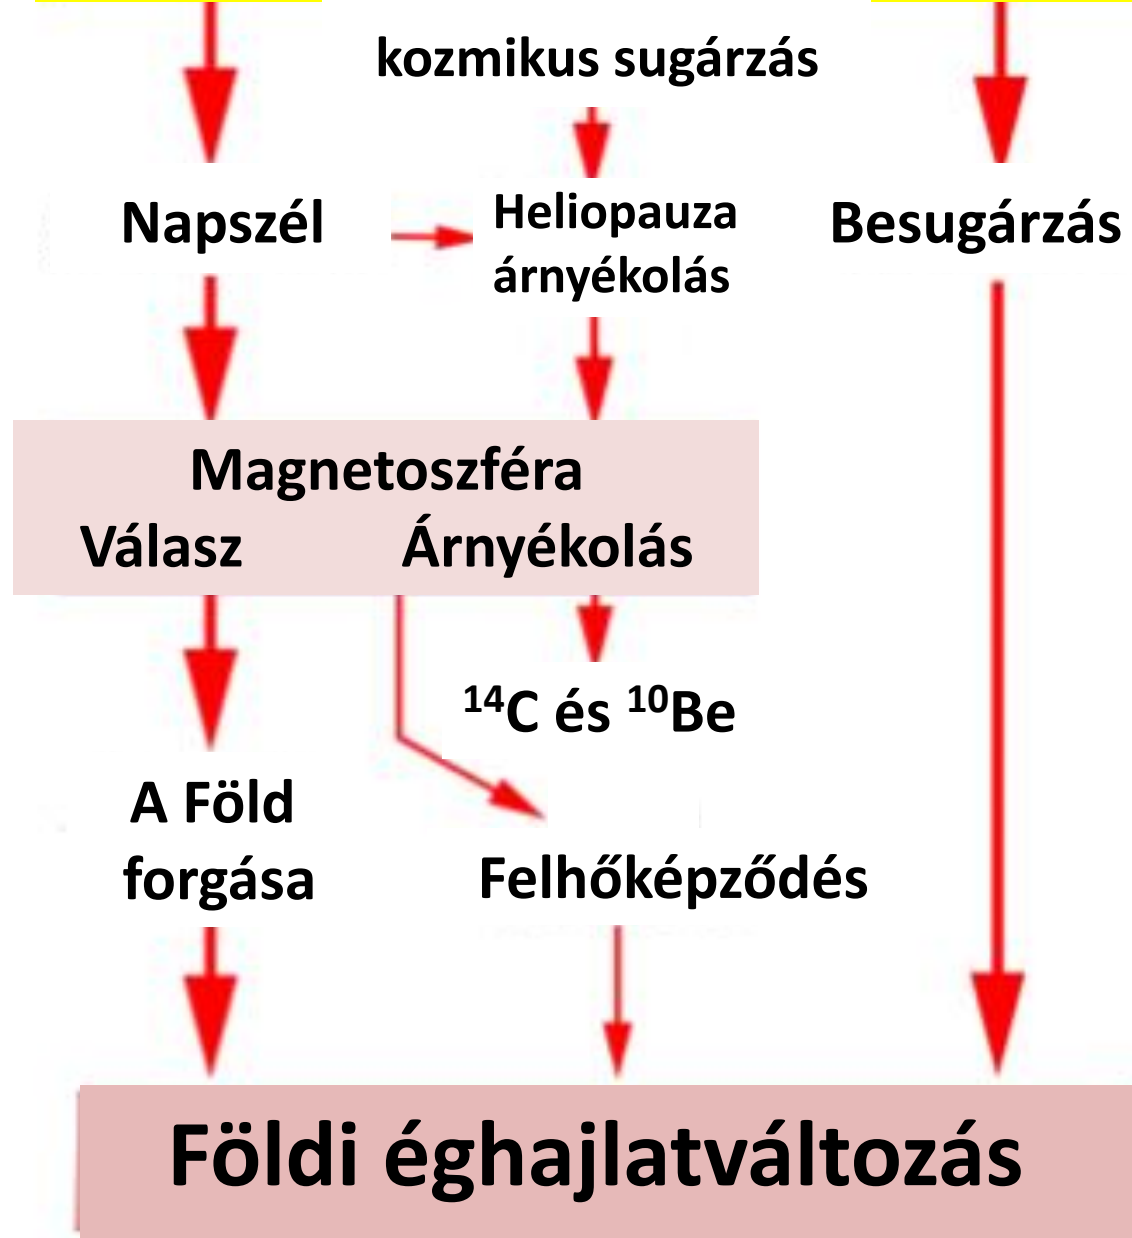 kozmikus sugárzás
Napszél
Heliopauza
árnyékolás
Besugárzás
Magnetoszféra
Válasz Árnyékolás
¹⁴C és ¹⁰Be
A Föld
forgása
Felhőképződés
Földi éghajlatváltozás